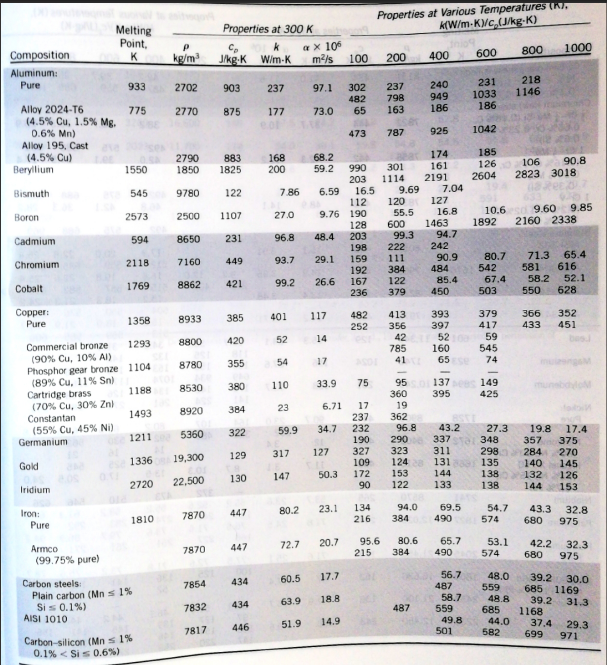 Properties at Various Temperatures (K),
k(W/m·K)/cp(J/kg·K)
Melting Point, K
Properties at 300 K
Composition ρ kg/m³ cp J/kg·K k W/m·K α × 10⁶ m²/s 100 200 400 600 800 1000
Aluminum:
Pure 933 2702 903 237 97.1 302 237 240 231 218
482 798 949 1033 1146
Alloy 2024-T6 775 2770 875 177 73.0 65 163 186 186
(4.5% Cu, 1.5% Mg,
0.6% Mn) 473 787 925 1042
Alloy 195, Cast
(4.5% Cu) 2790 883 168 68.2 174 185
Beryllium 1550 1850 1825 200 59.2 990 301 161 126 106 90.8
203 1114 2191 2604 2823 3018
Bismuth 545 9780 122 7.86 6.59 16.5 9.69 7.04
112 120 127
Boron 2573 2500 1107 27.0 9.76 190 55.5 16.8 10.6 9.60 9.85
128 600 1463 1892 2160 2338
Cadmium 594 8650 231 96.8 48.4 203 99.3 94.7
198 222 242
Chromium 2118 7160 449 93.7 29.1 159 111 90.9 80.7 71.3 65.4
192 384 484 542 581 616
Cobalt 1769 8862 421 99.2 26.6 167 122 85.4 67.4 58.2 52.1
236 379 450 503 550 628
Copper:
Pure 1358 8933 385 401 117 482 413 393 379 366 352
252 356 397 417 433 451
Commercial bronze 1293 8800 420 52 14 42 52 59
(90% Cu, 10% Al) 785 160 545
Phosphor gear bronze 1104 8780 355 54 17 41 65 74
(89% Cu, 11% Sn)
Cartridge brass 1188 8530 380 110 33.9 75 95 137 149
(70% Cu, 30% Zn) 360 395 425
Constantan 1493 8920 384 23 6.71 17 19
(55% Cu, 45% Ni) 237 362
Germanium 1211 5360 322 59.9 34.7 232 96.8 43.2 27.3 19.8 17.4
190 290 337 348 357 375
Gold 1336 19,300 129 317 127 327 323 311 298 284 270
109 124 131 135 140 145
Iridium 2720 22,500 130 147 50.3 172 153 144 138 132 126
90 122 133 138 144 153
Iron:
Pure 1810 7870 447 80.2 23.1 134 94.0 69.5 54.7 43.3 32.8
216 384 490 574 680 975
Armco 7870 447 72.7 20.7 95.6 80.6 65.7 53.1 42.2 32.3
(99.75% pure) 215 384 490 574 680 975
Carbon steels:
Plain carbon (Mn ≤ 1% 7854 434 60.5 17.7 56.7 48.0 39.2 30.0
Si ≤ 0.1%) 487 559 685 1169
AISI 1010 7832 434 63.9 18.8 58.7 48.8 39.2 31.3
487 559 685 1168
Carbon-silicon (Mn ≤ 1% 7817 446 51.9 14.9 49.8 44.0 37.4 29.3
0.1% < Si ≤ 0.6%) 501 582 699 971